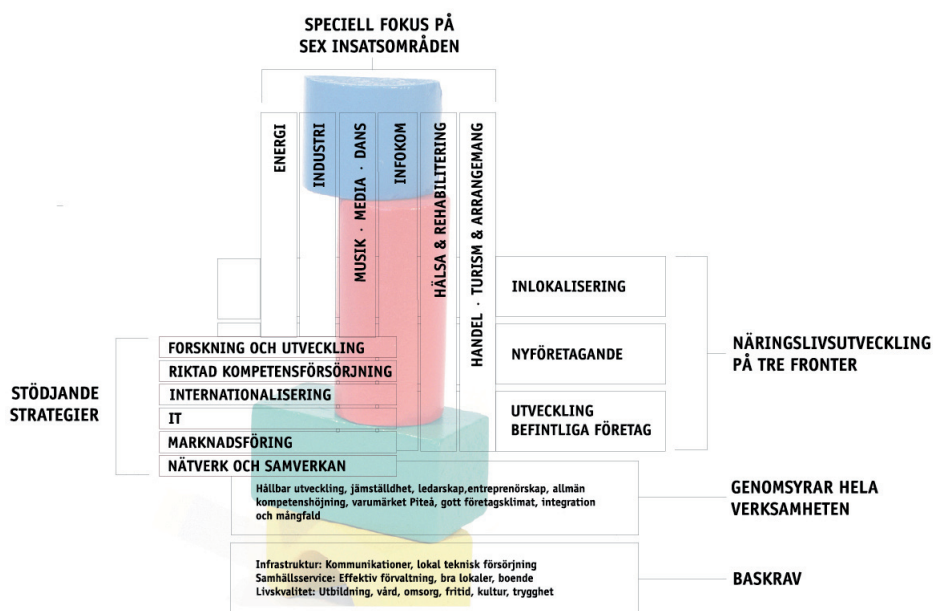 SPECIELL FOKUS PÅ
SEX INSATSOMRÅDEN
ENERGI
INDUSTRI
MUSIK · MEDIA · DANS
INFOKOM
HÄLSA & REHABILITERING
HANDEL · TURISM & ARRANGEMANG
INLOKALISERING
NYFÖRETAGANDE
UTVECKLING
BEFINTLIGA FÖRETAG
NÄRINGSLIVSUTVECKLING
PÅ TRE FRONTER
STÖDJANDE
STRATEGIER
FORSKNING OCH UTVECKLING
RIKTAD KOMPETENSFÖRSÖRJNING
INTERNATIONALISERING
IT
MARKNADSFÖRING
NÄTVERK OCH SAMVERKAN
Hållbar utveckling, jämställdhet, ledarskap,entreprenörskap, allmän
kompetenshöjning, varumärket Piteå, gott företagsklimat, integration
och mångfald
GENOMSYRAR HELA
VERKSAMHETEN
Infrastruktur: Kommunikationer, lokal teknisk försörjning
Samhällsservice: Effektiv förvaltning, bra lokaler, boende
Livskvalitet: Utbildning, vård, omsorg, fritid, kultur, trygghet
BASKRAV